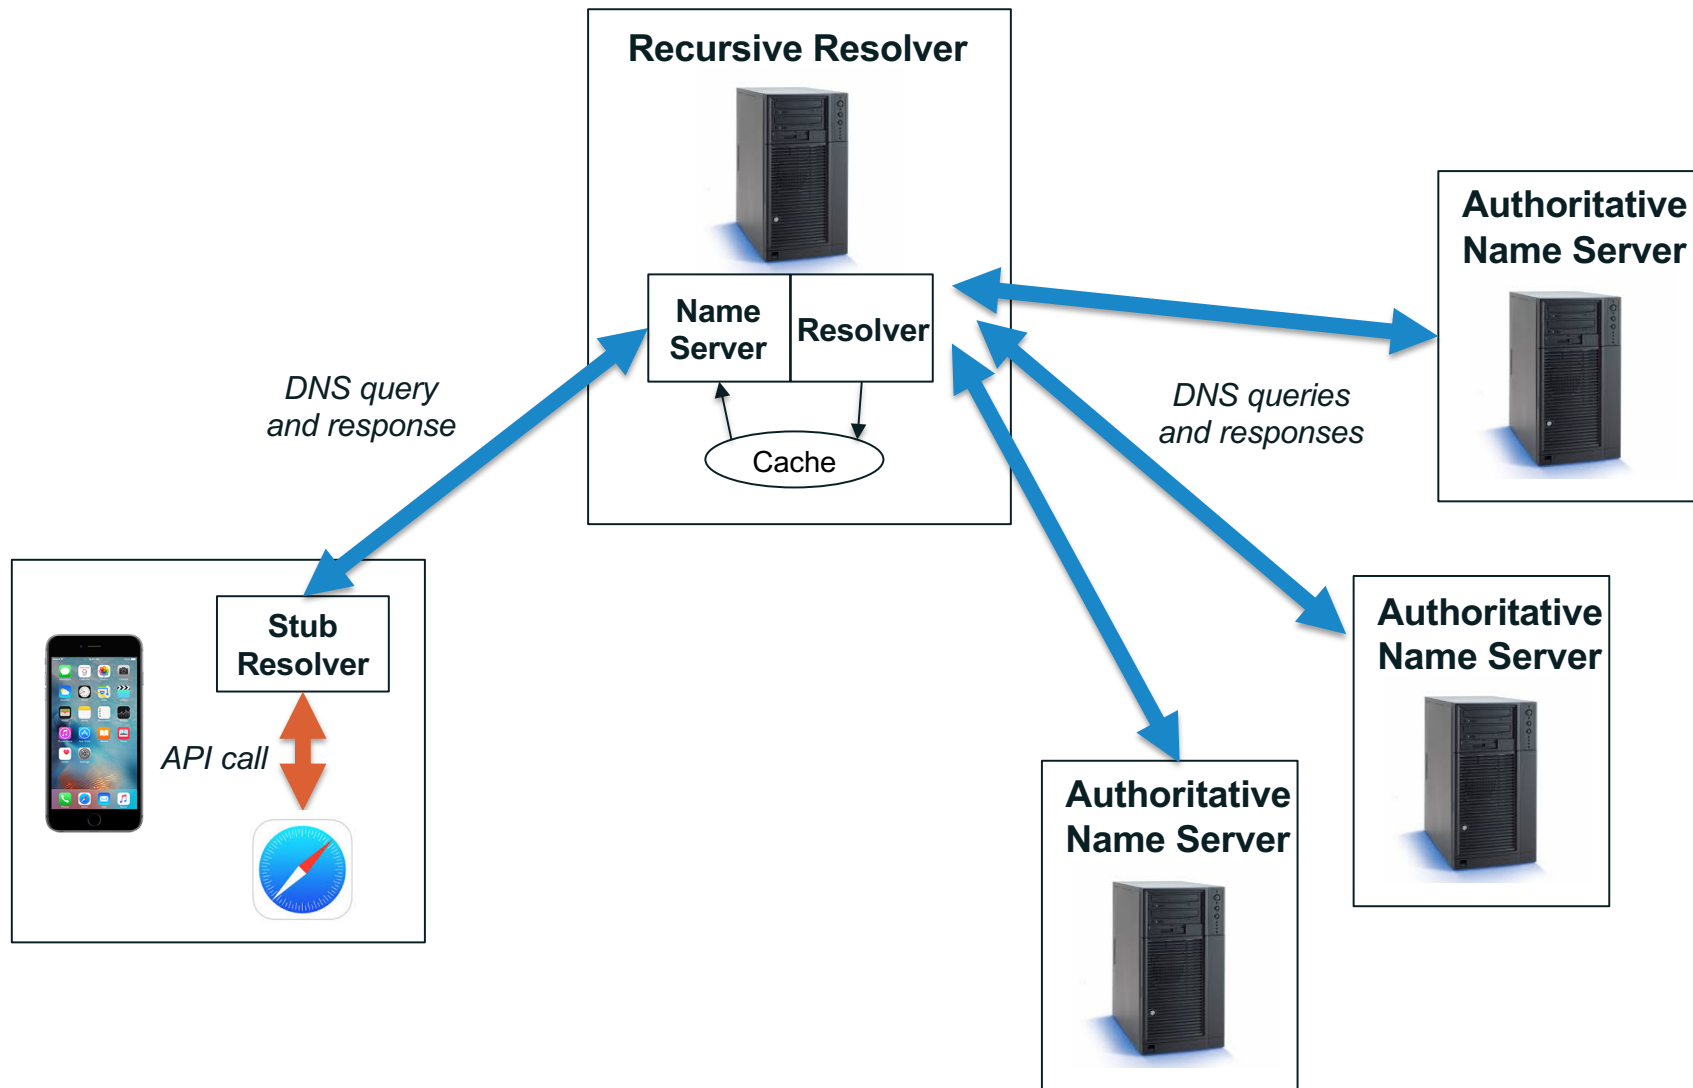 Recursive Resolver
Name
Server
Resolver
Cache
DNS query
and response
DNS queries
and responses
Authoritative
Name Server
Stub
Resolver
API call
Authoritative
Name Server
Authoritative
Name Server